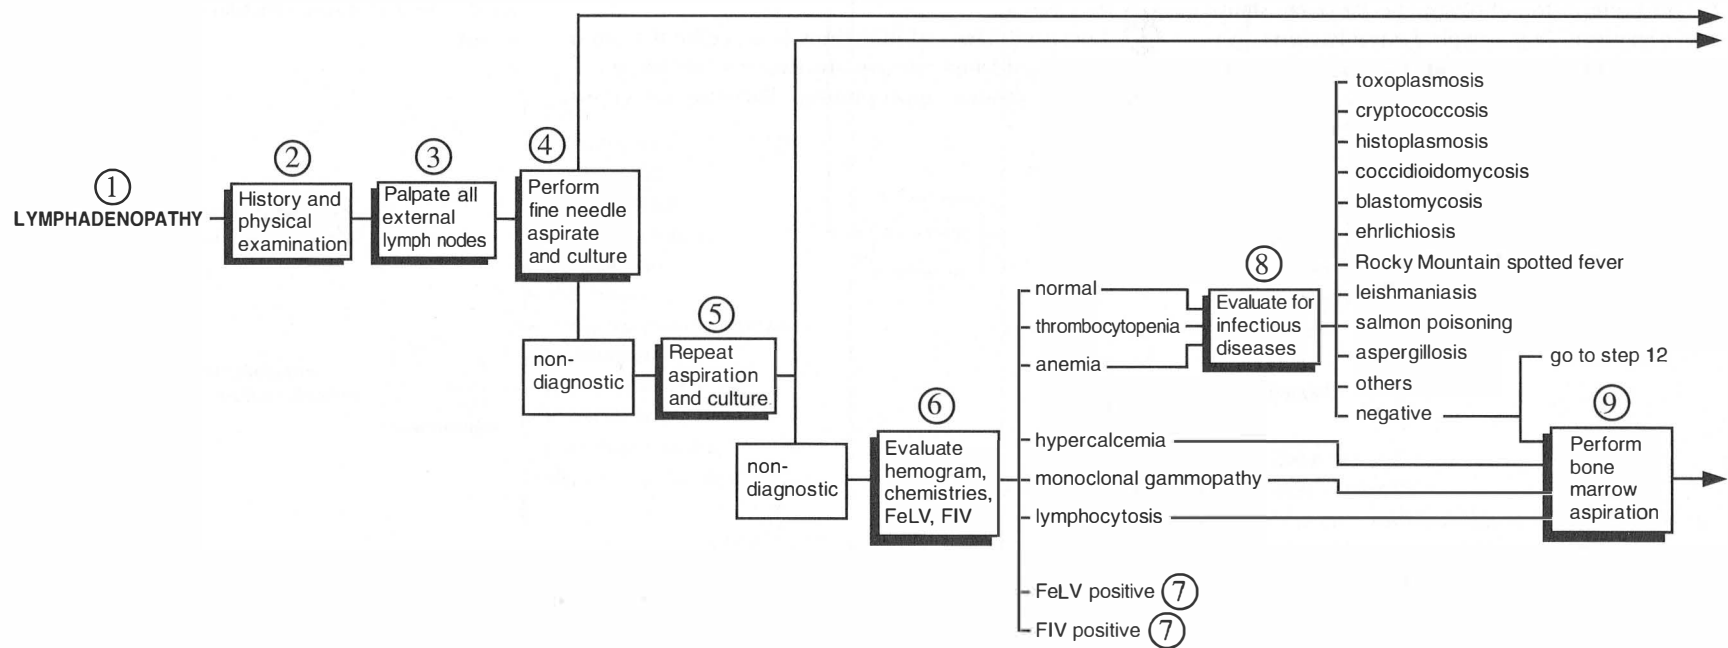 ①
LYMPHADENOPATHY
②
History and
physical
examination
③
Palpate all
external
lymph nodes
④
Perform
fine needle
aspirate
and culture
non-
diagnostic
⑤
Repeat
aspiration
and culture
non-
diagnostic
⑥
Evaluate
hemogram,
chemistries,
FeLV, FIV
normal
thrombocytopenia
anemia
hypercalcemia
monoclonal gammopathy
lymphocytosis
FeLV positive ⑦
FIV positive ⑦
⑧
Evaluate for
infectious
diseases
toxoplasmosis
cryptococcosis
histoplasmosis
coccidioidomycosis
blastomycosis
ehrlichiosis
Rocky Mountain spotted fever
leishmaniasis
salmon poisoning
aspergillosis
others
negative
go to step 12
⑨
Perform
bone
marrow
aspiration